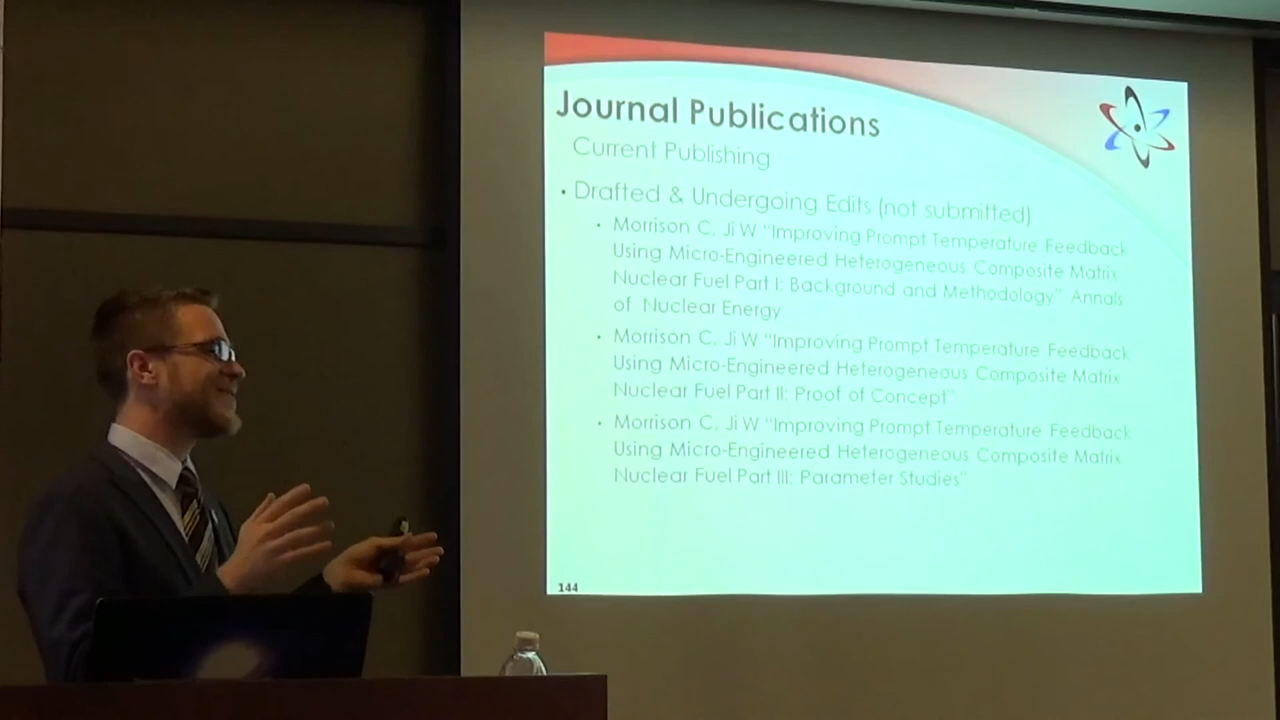 Journal Publications
Current Publishing
• Drafted & Undergoing Edits (not submitted)
• Morrison C, Ji W "Improving Prompt Temperature Feedback
Using Micro-Engineered Heterogeneous Composite Matrix
Nuclear Fuel Part I: Background and Methodology" Annals
of Nuclear Energy
• Morrison C, Ji W "Improving Prompt Temperature Feedback
Using Micro-Engineered Heterogeneous Composite Matrix
Nuclear Fuel Part II: Proof of Concept"
• Morrison C, Ji W "Improving Prompt Temperature Feedback
Using Micro-Engineered Heterogeneous Composite Matrix
Nuclear Fuel Part III: Parameter Studies"
144